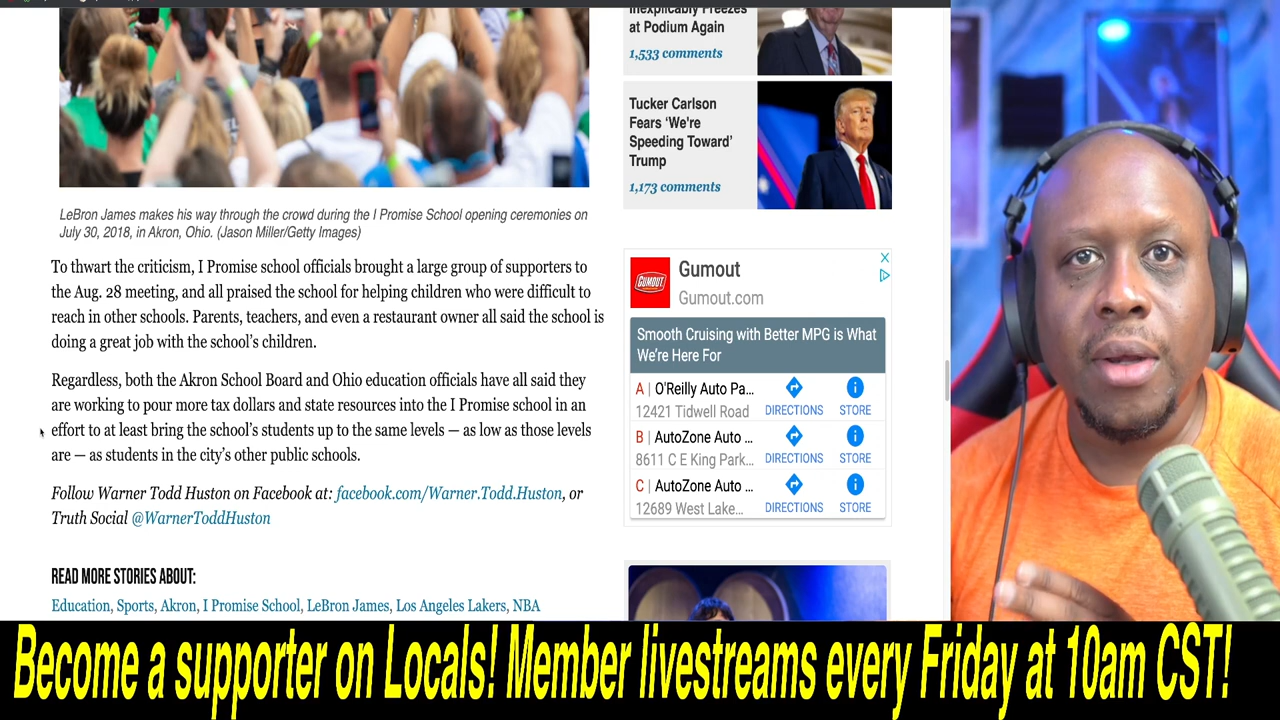 Inexplicably Freezes
at Podium Again
1,533 comments
Tucker Carlson
Fears 'We're
Speeding Toward'
Trump
1,173 comments
LeBron James makes his way through the crowd during the I Promise School opening ceremonies on
July 30, 2018, in Akron, Ohio. (Jason Miller/Getty Images)
To thwart the criticism, I Promise school officials brought a large group of supporters to
the Aug. 28 meeting, and all praised the school for helping children who were difficult to
reach in other schools. Parents, teachers, and even a restaurant owner all said the school is
doing a great job with the school's children.
Regardless, both the Akron School Board and Ohio education officials have all said they
are working to pour more tax dollars and state resources into the I Promise school in an
effort to at least bring the school's students up to the same levels — as low as those levels
are — as students in the city's other public schools.
Follow Warner Todd Huston on Facebook at: facebook.com/Warner.Todd.Huston, or
Truth Social @WarnerToddHuston
READ MORE STORIES ABOUT:
Education, Sports, Akron, I Promise School, LeBron James, Los Angeles Lakers, NBA
GUMOUT
Gumout
Gumout.com
Smooth Cruising with Better MPG is What
We're Here For
A | O'Reilly Auto Pa...
12421 Tidwell Road
DIRECTIONS
STORE
B | AutoZone Auto ...
8611 C E King Park...
DIRECTIONS
STORE
C | AutoZone Auto ...
12689 West Lake...
DIRECTIONS
STORE
Become a supporter on Locals! Member livestreams every Friday at 10am CST!